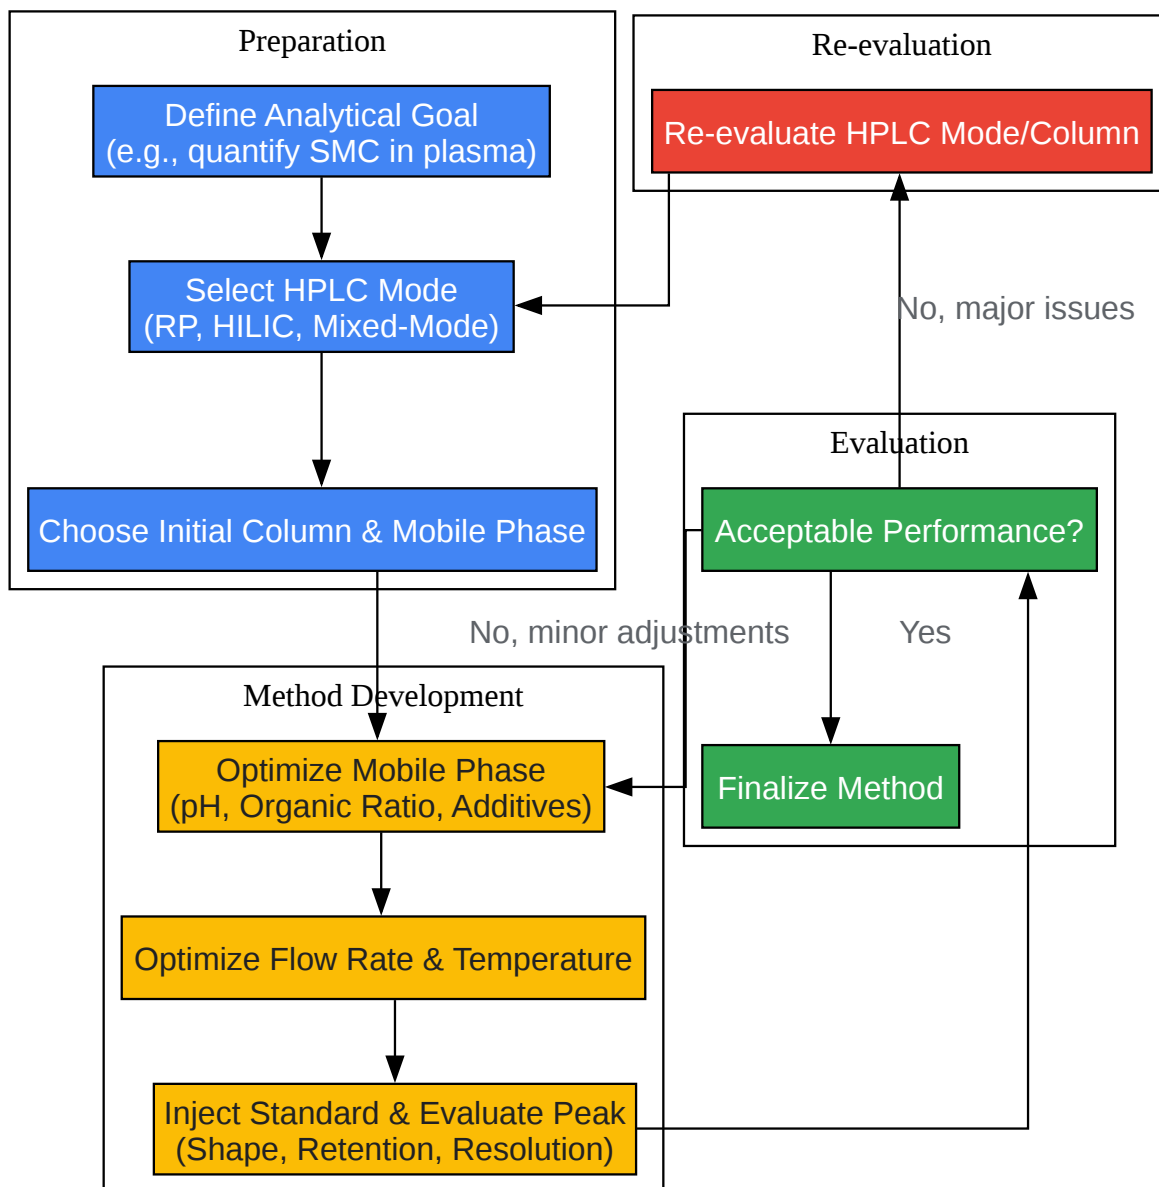 Preparation
Define Analytical Goal
(e.g., quantify SMC in plasma)
Select HPLC Mode
(RP, HILIC, Mixed-Mode)
Choose Initial Column & Mobile Phase
Re-evaluation
Re-evaluate HPLC Mode/Column
No, major issues
Evaluation
Acceptable Performance?
No, minor adjustments
Yes
Finalize Method
Method Development
Optimize Mobile Phase
(pH, Organic Ratio, Additives)
Optimize Flow Rate & Temperature
Inject Standard & Evaluate Peak
(Shape, Retention, Resolution)